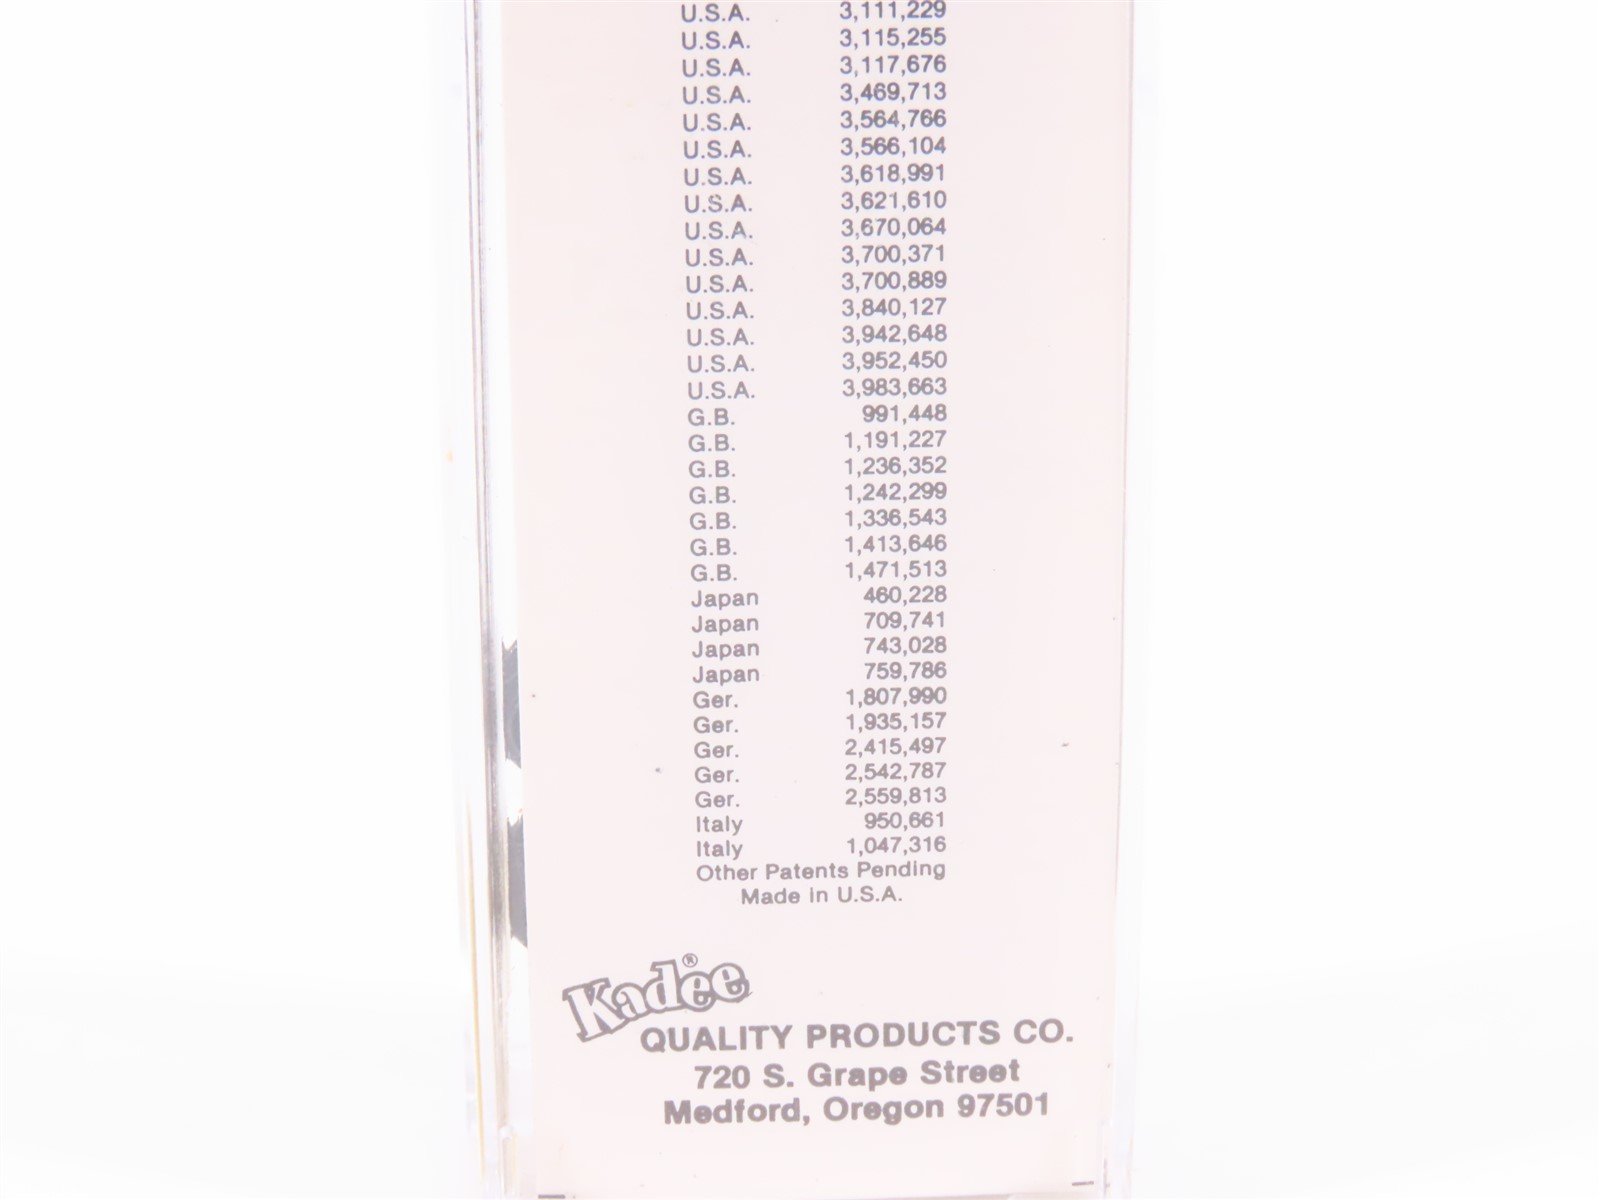 U.S.A. 3,111,229
U.S.A. 3,115,255
U.S.A. 3,117,676
U.S.A. 3,469,713
U.S.A. 3,564,766
U.S.A. 3,566,104
U.S.A. 3,618,991
U.S.A. 3,621,610
U.S.A. 3,670,064
U.S.A. 3,700,371
U.S.A. 3,700,889
U.S.A. 3,840,127
U.S.A. 3,942,648
U.S.A. 3,952,450
U.S.A. 3,983,663
G.B. 991,448
G.B. 1,191,227
G.B. 1,236,352
G.B. 1,242,299
G.B. 1,336,543
G.B. 1,413,646
G.B. 1,471,513
Japan 460,228
Japan 709,741
Japan 743,028
Japan 759,786
Ger. 1,807,990
Ger. 1,935,157
Ger. 2,415,497
Ger. 2,542,787
Ger. 2,559,813
Italy 950,661
Italy 1,047,316
Other Patents Pending
Made in U.S.A.
Kadee®
QUALITY PRODUCTS CO.
720 S. Grape Street
Medford, Oregon 97501